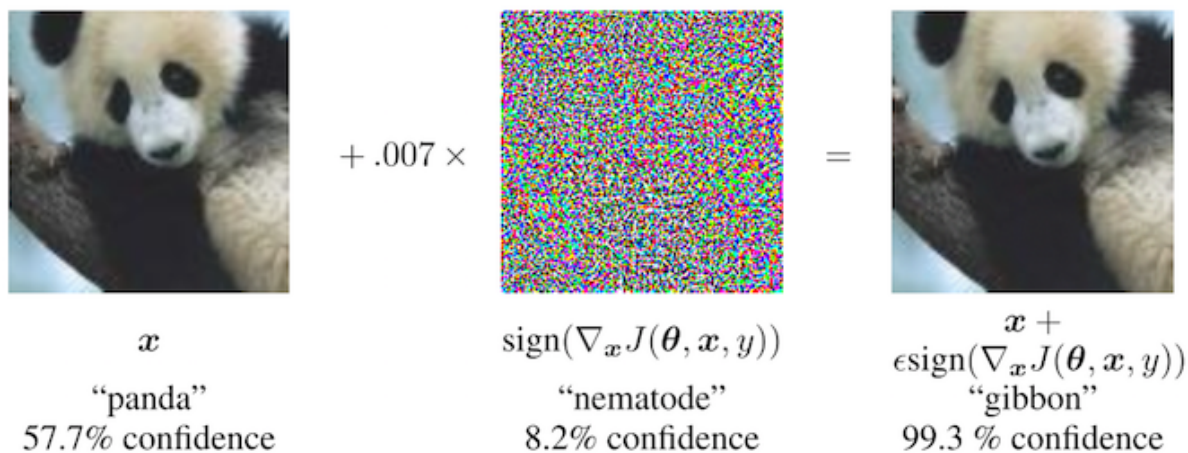 + .007 ×
=
x
sign(∇ₓJ(θ, x, y))
x +
ϵsign(∇ₓJ(θ, x, y))
“panda”
“nematode”
“gibbon”
57.7% confidence
8.2% confidence
99.3 % confidence